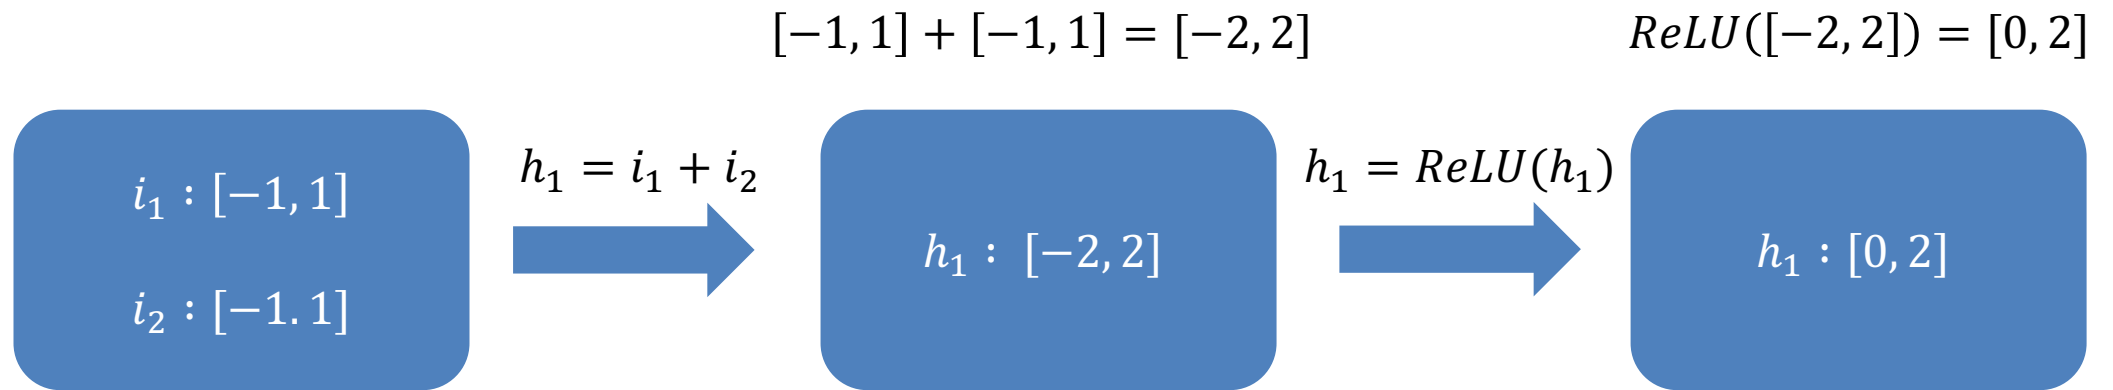 [−1, 1] + [−1, 1] = [−2, 2]
ReLU([−2, 2]) = [0, 2]
i₁ : [−1, 1]
i₂ : [−1. 1]
h₁ = i₁ + i₂
h₁ : [−2, 2]
h₁ = ReLU(h₁)
h₁ : [0, 2]